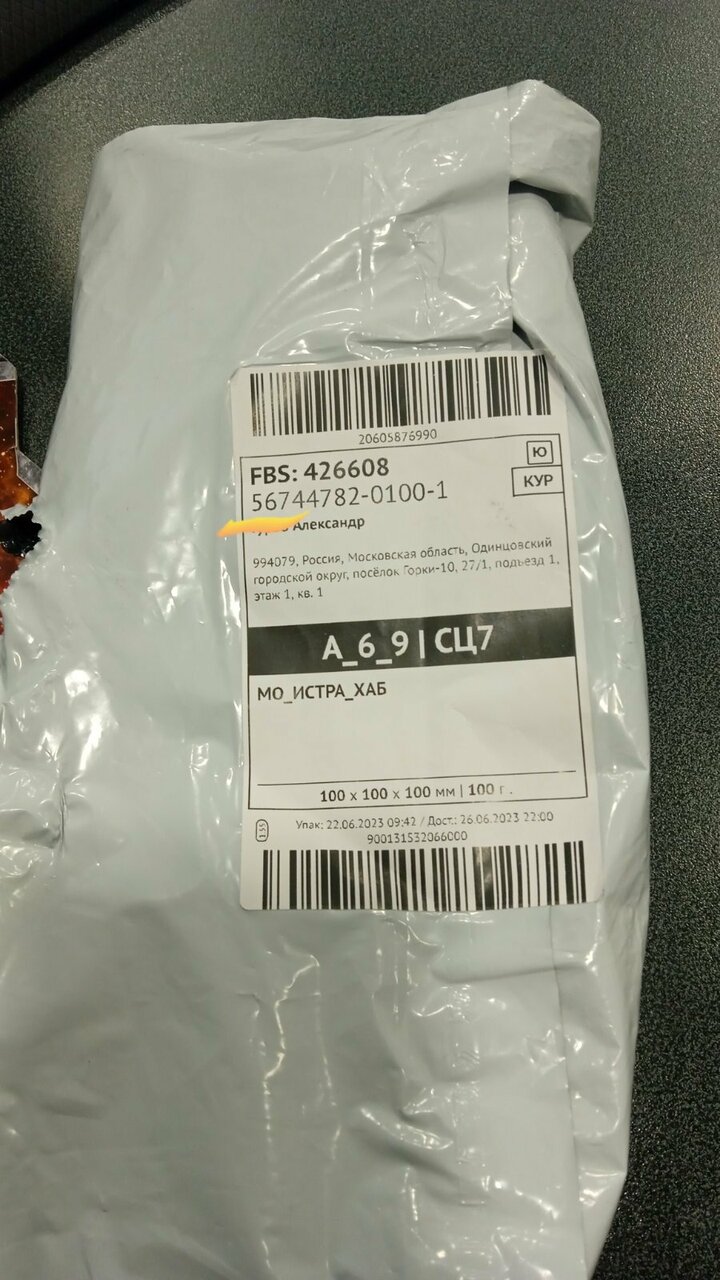 20605876990
FBS: 426608
Ю
56744782-0100-1
КУР
Александр
994079, Россия, Московская область, Одинцовский
городской округ, посёлок Горки-10, 27/1, подъезд 1,
этаж 1, кв. 1
А_6_9 | СЦ7
МО_ИСТРА_ХАБ
100 х 100 х 100 мм | 100 г.
Упак: 22.06.2023 09:42 / Дост.: 26.06.2023 22:00
900131532066000